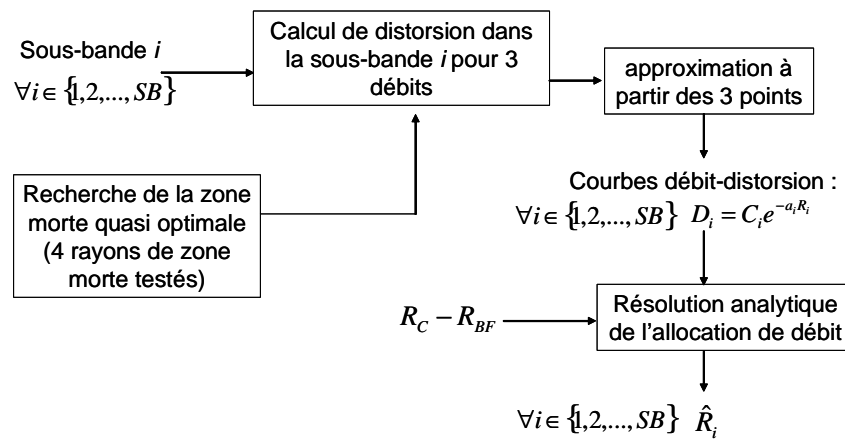 Sous-bande i
∀i ∈ {1,2,...,SB}
Calcul de distorsion dans
la sous-bande i pour 3
débits
approximation à
partir des 3 points
Recherche de la zone
morte quasi optimale
(4 rayons de zone
morte testés)
Courbes débit-distorsion :
∀i ∈ {1,2,...,SB} D_i = C_i e^{-a_i R_i}
R_C − R_BF
Résolution analytique
de l'allocation de débit
∀i ∈ {1,2,...,SB} R̂_i